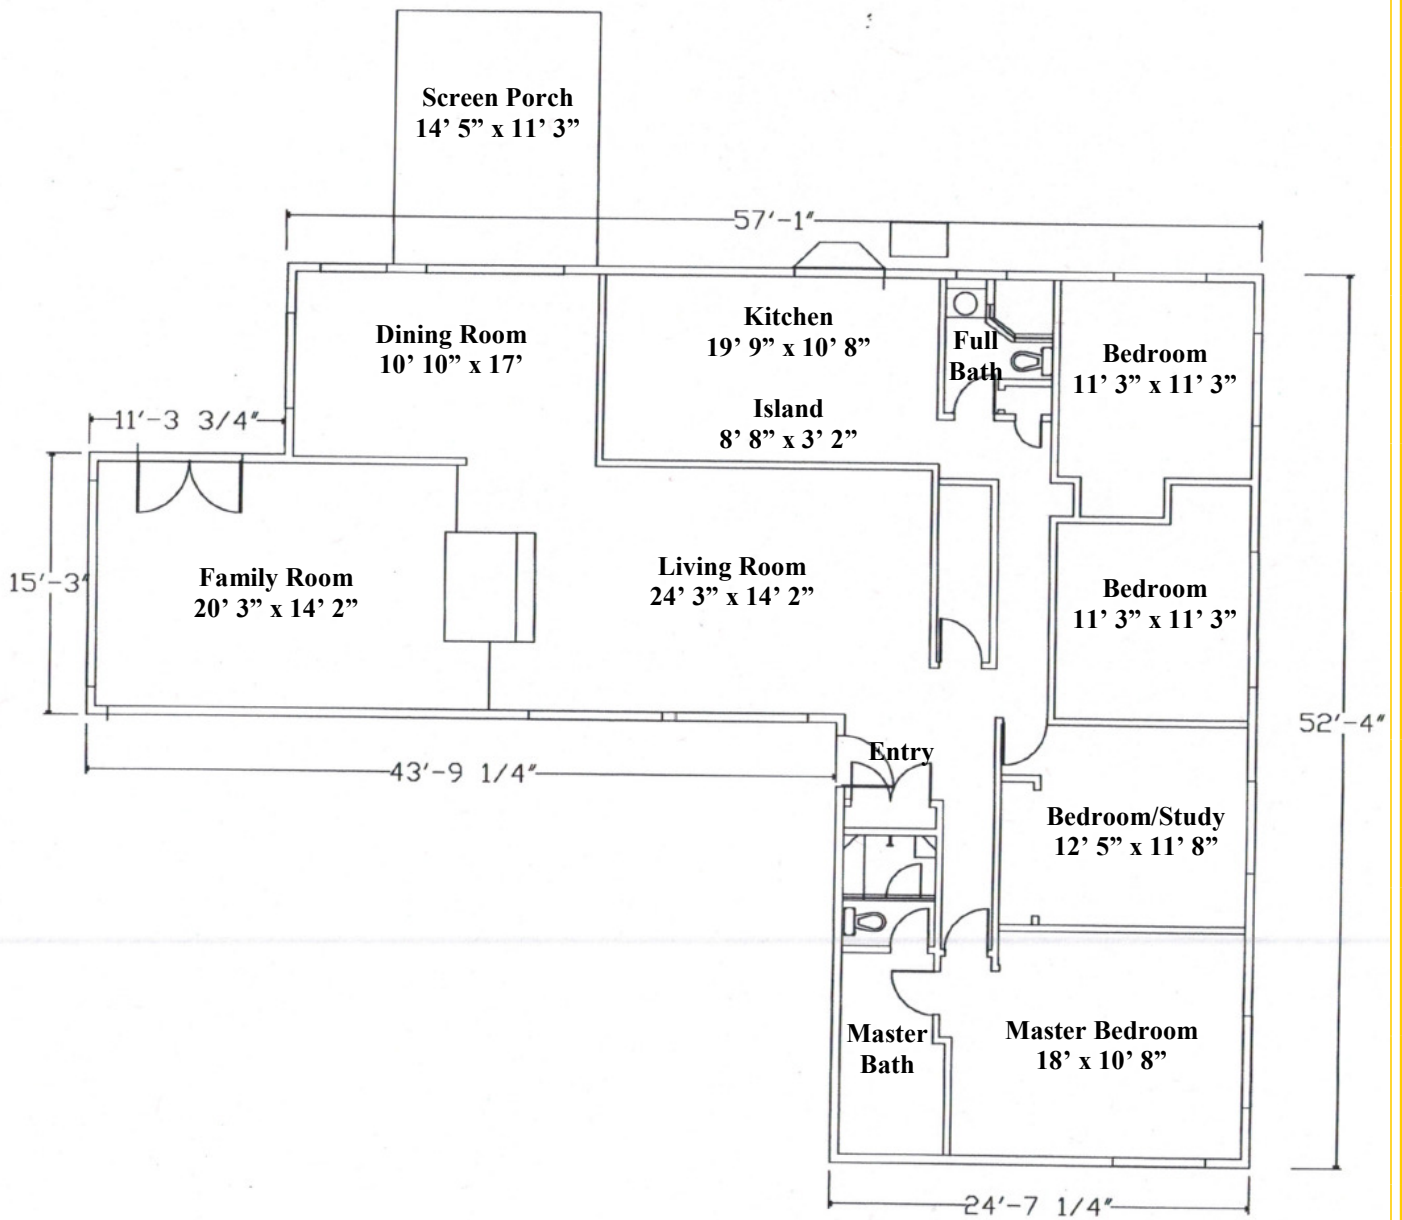 Screen Porch
14’ 5” x 11’ 3”
57'-1"
Dining Room
10’ 10” x 17’
Kitchen
19’ 9” x 10’ 8”
Island
8’ 8” x 3’ 2”
Full
Bath
Bedroom
11’ 3” x 11’ 3”
11'-3 3/4"
15'-3"
Family Room
20’ 3” x 14’ 2”
Living Room
24’ 3” x 14’ 2”
Bedroom
11’ 3” x 11’ 3”
52'-4"
43'-9 1/4"
Entry
Bedroom/Study
12’ 5” x 11’ 8”
Master
Bath
Master Bedroom
18’ x 10’ 8”
24'-7 1/4"